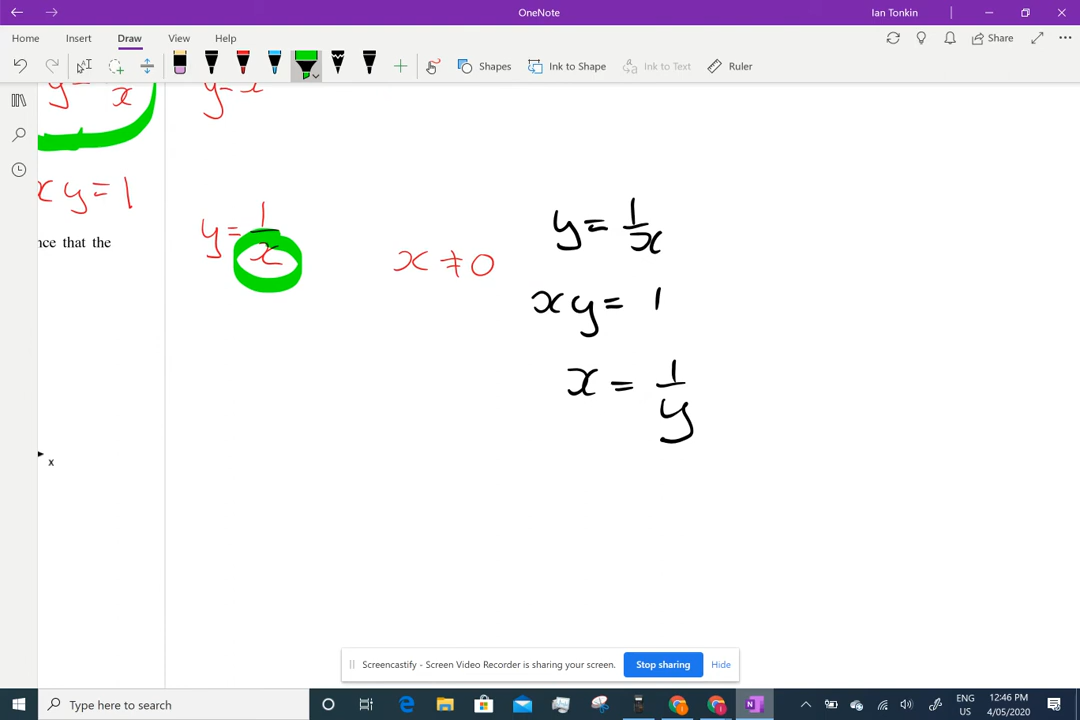 OneNote
Ian Tonkin
Home Insert Draw View Help
Share
Shapes Ink to Shape Ink to Text Ruler
x
xy = 1
nce that the
y = 1/x
x ≠ 0
x
y = 1/x
xy = 1
x = 1/y
Screencastify - Screen Video Recorder is sharing your screen. Stop sharing Hide
Type here to search
ENG 12:46 PM
US 4/05/2020